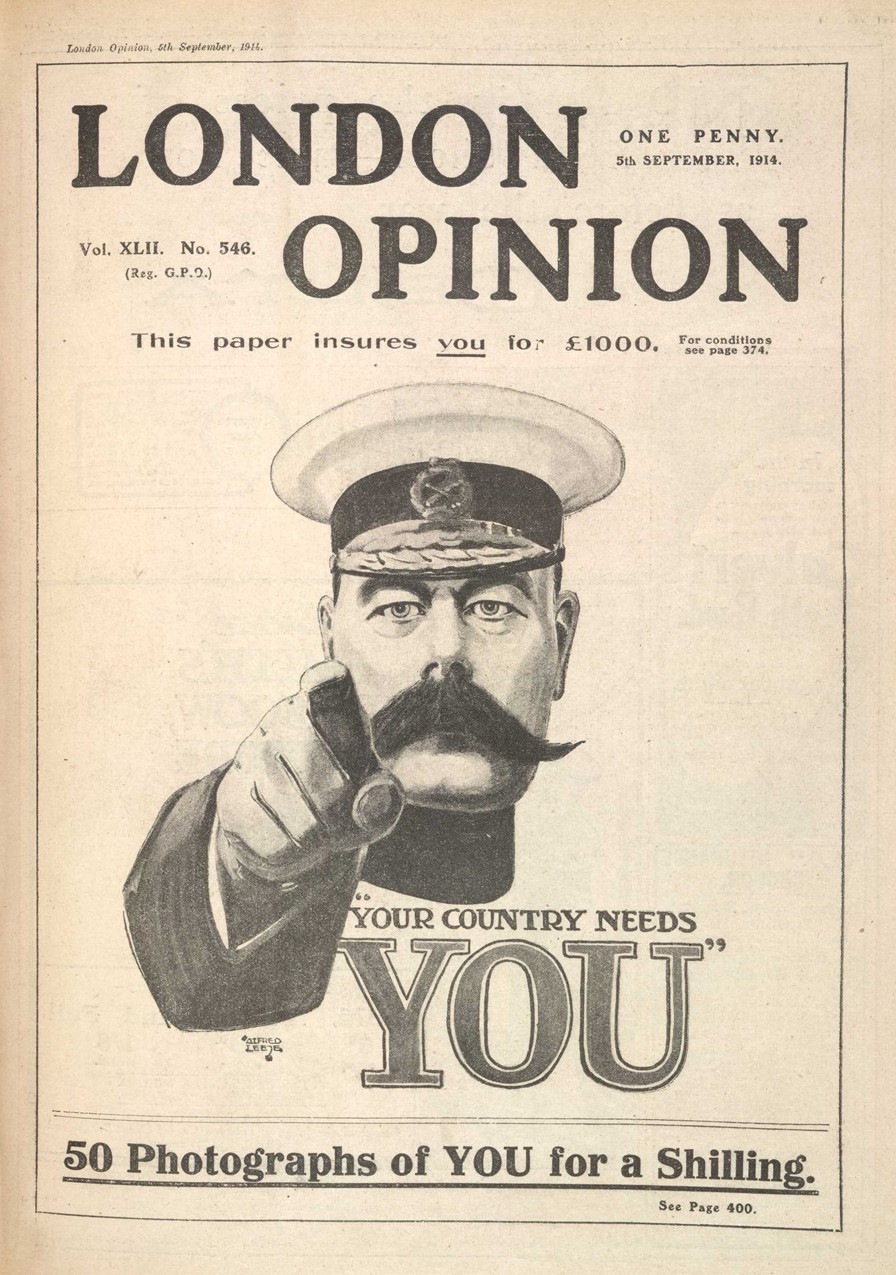 London Opinion, 5th September, 1914.
LONDON
ONE PENNY.
5th SEPTEMBER, 1914.
Vol. XLII. No. 546.
(Reg. G.P.O.)
OPINION
This paper insures you for £1000.
For conditions
see page 374.
“YOUR COUNTRY NEEDS
YOU”
ALFRED
LEETE
50 Photographs of YOU for a Shilling.
See Page 400.